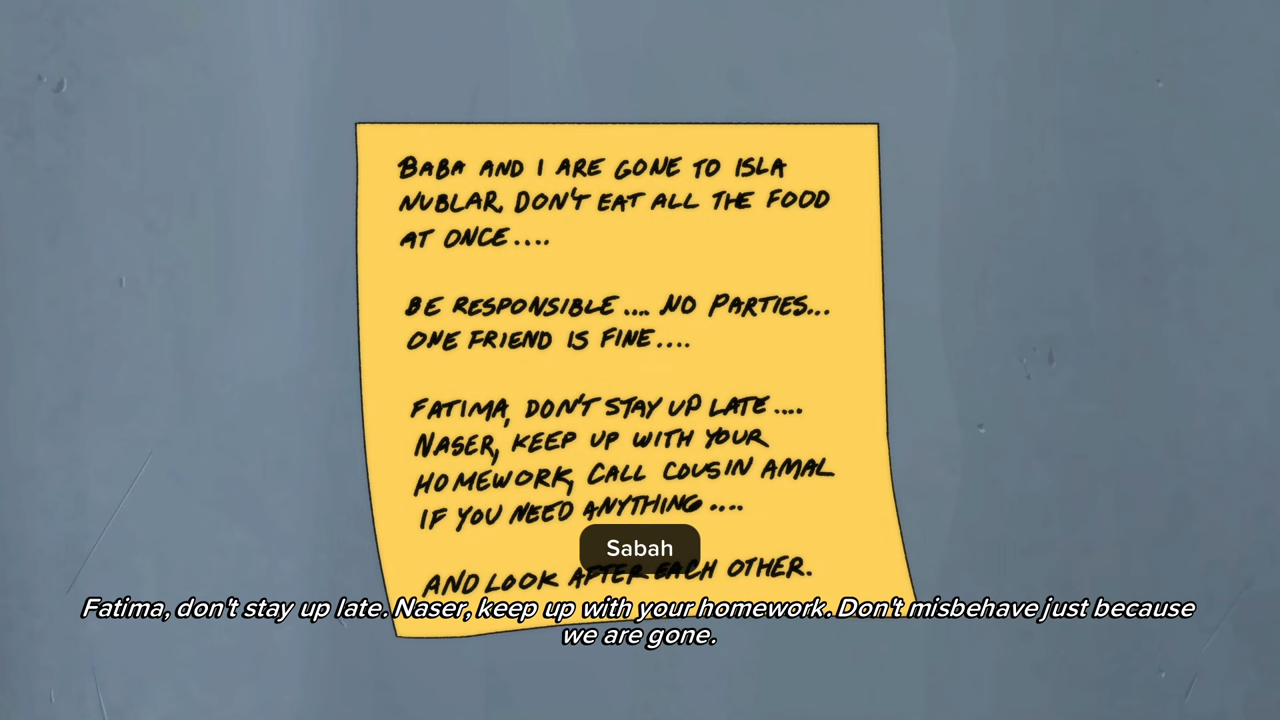 BABA AND I ARE GONE TO ISLA
NUBLAR. DON'T EAT ALL THE FOOD
AT ONCE....
BE RESPONSIBLE.... NO PARTIES...
ONE FRIEND IS FINE....
FATIMA, DON'T STAY UP LATE....
NASER, KEEP UP WITH YOUR
HOMEWORK, CALL COUSIN AMAL
IF YOU NEED ANYTHING....
Sabah
AND LOOK AFTER EACH OTHER.
Fatima, don't stay up late. Naser, keep up with your homework. Don't misbehave just because
we are gone.